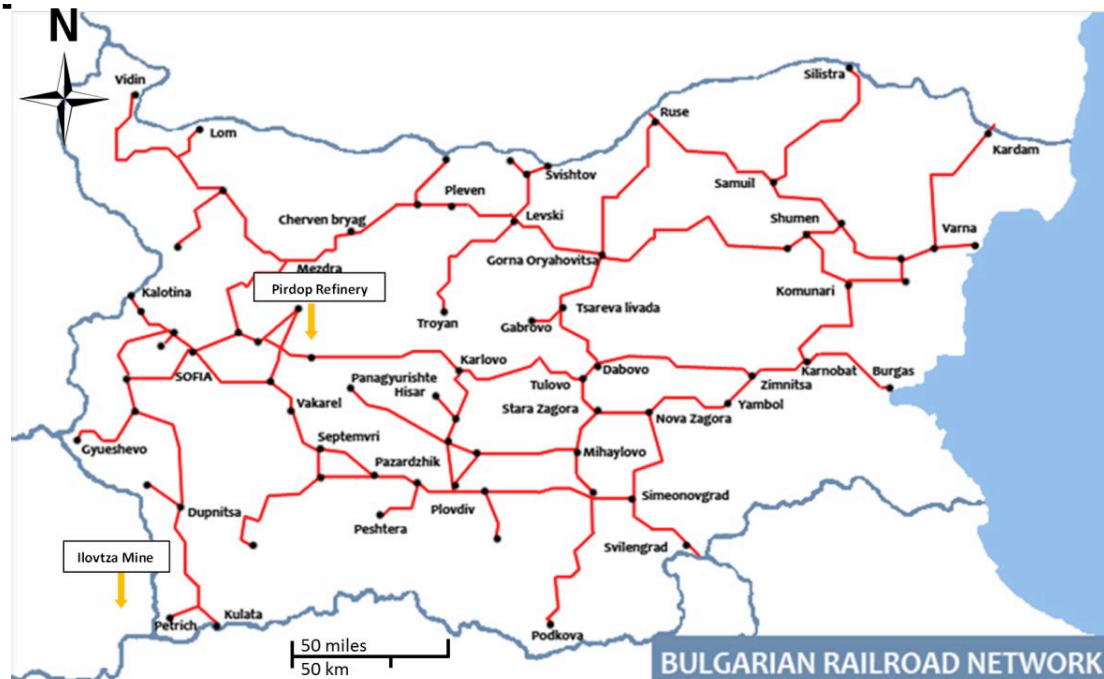 N
Vidin
Silistra
Lom
Ruse
Kardam
Svishtov
Pleven
Samuil
Cherven bryag
Levski
Shumen
Varna
Gorna Oryahovitsa
Mezdra
Pirdop Refinery
Kalotina
Komunari
Troyan
Gabrovo
Tsareva livada
SOFIA
Karlovo
Panagyurishte
Hisar
Tulovo
Dabovo
Karnobat
Burgas
Zimnitsa
Vakarel
Stara Zagora
Nova Zagora
Yambol
Gyueshevo
Septemvri
Pazardzhik
Mihaylovo
Dupnitsa
Plovdiv
Simeonovgrad
Peshtera
Svilengrad
Ilovtza Mine
Petrich
Kulata
Podkova
50 miles
50 km
BULGARIAN RAILROAD NETWORK